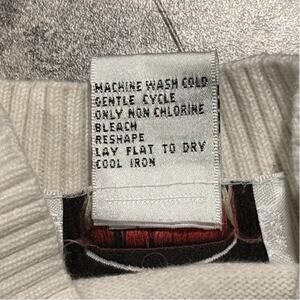 MACHINE WASH COLD
GENTLE CYCLE
ONLY NON CHLORINE
BLEACH
RESHAPE
LAY FLAT TO DRY
COOL IRON